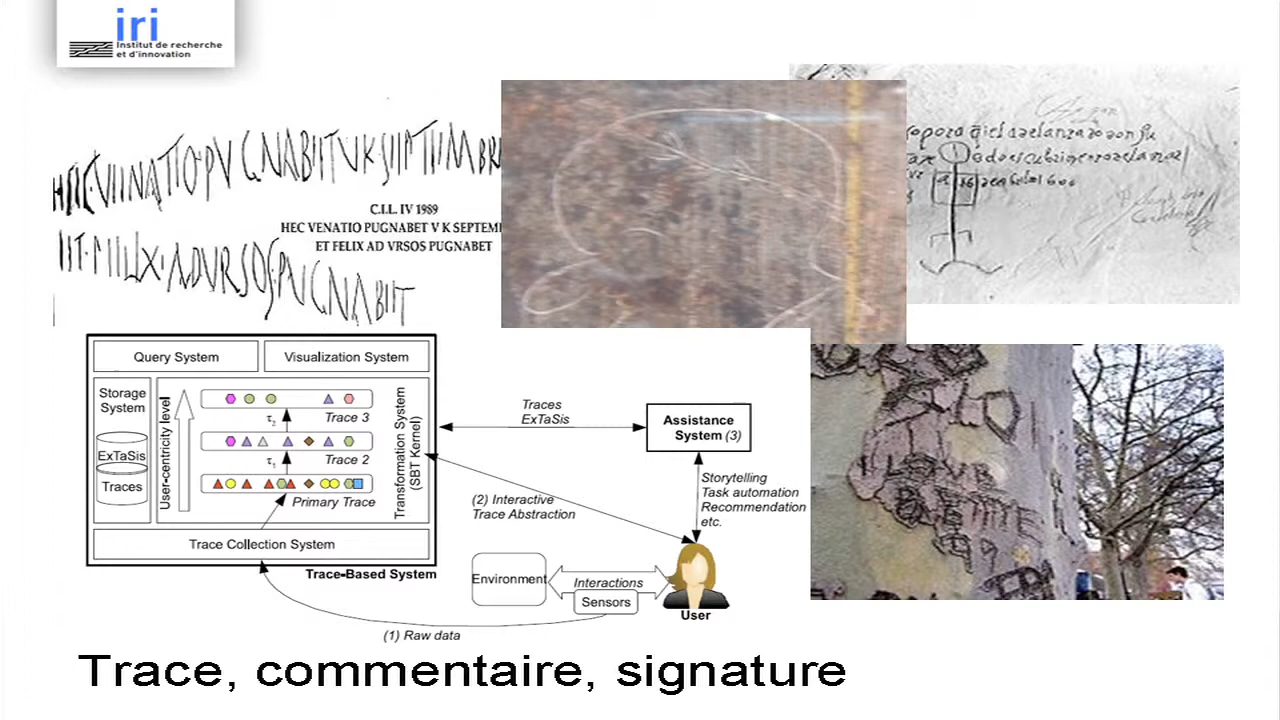 iri
Institut de recherche
et d'innovation
C.I.L. IV 1989
HEC VENATIO PUGNABET V K SEPTEM
ET FELIX AD VRSOS PUGNABET
Query System
Visualization System
Storage
System
ExTaSis
Traces
User-centricity level
τ₂
Trace 3
τ₁
Trace 2
Primary Trace
Transformation System
(SBT Kernel)
Trace Collection System
Trace-Based System
Traces
ExTaSis
Assistance
System (3)
Storytelling
Task automation
Recommendation
etc.
(2) Interactive
Trace Abstraction
Environment
Interactions
Sensors
User
(1) Raw data
Trace, commentaire, signature